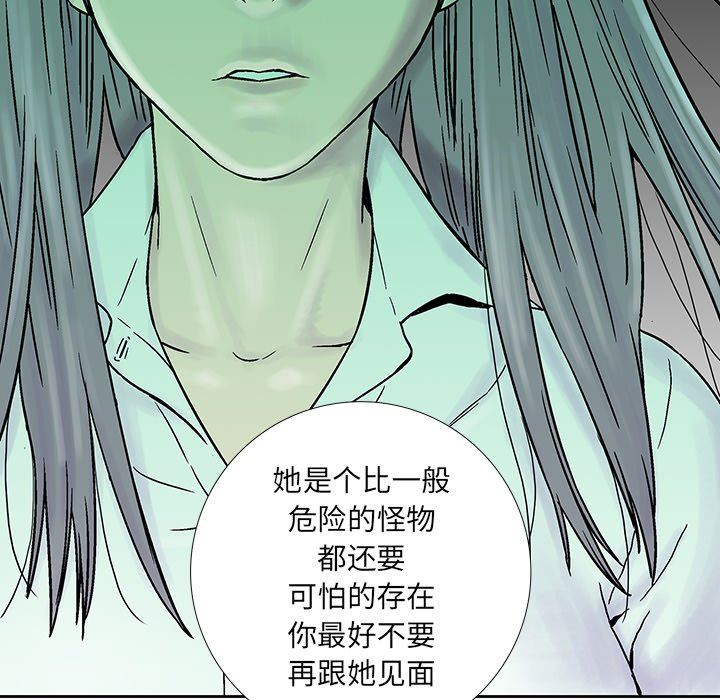 她是个比一般
危险的怪物
都还要
可怕的存在
你最好不要
再跟她见面